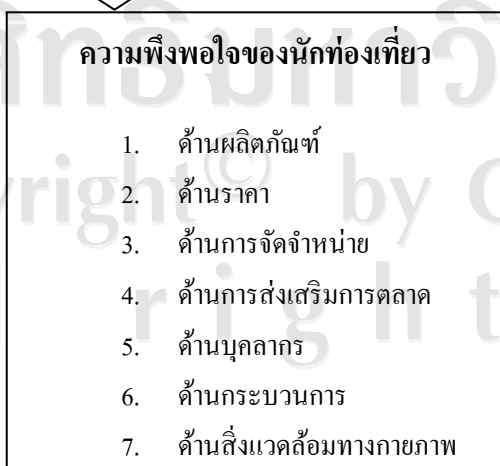 ความพึงพอใจของนักท่องเที่ยว
1. ด้านผลิตภัณฑ์
2. ด้านราคา
3. ด้านการจัดจำหน่าย
4. ด้านการส่งเสริมการตลาด
5. ด้านบุคลากร
6. ด้านกระบวนการ
7. ด้านสิ่งแวดล้อมทางกายภาพ